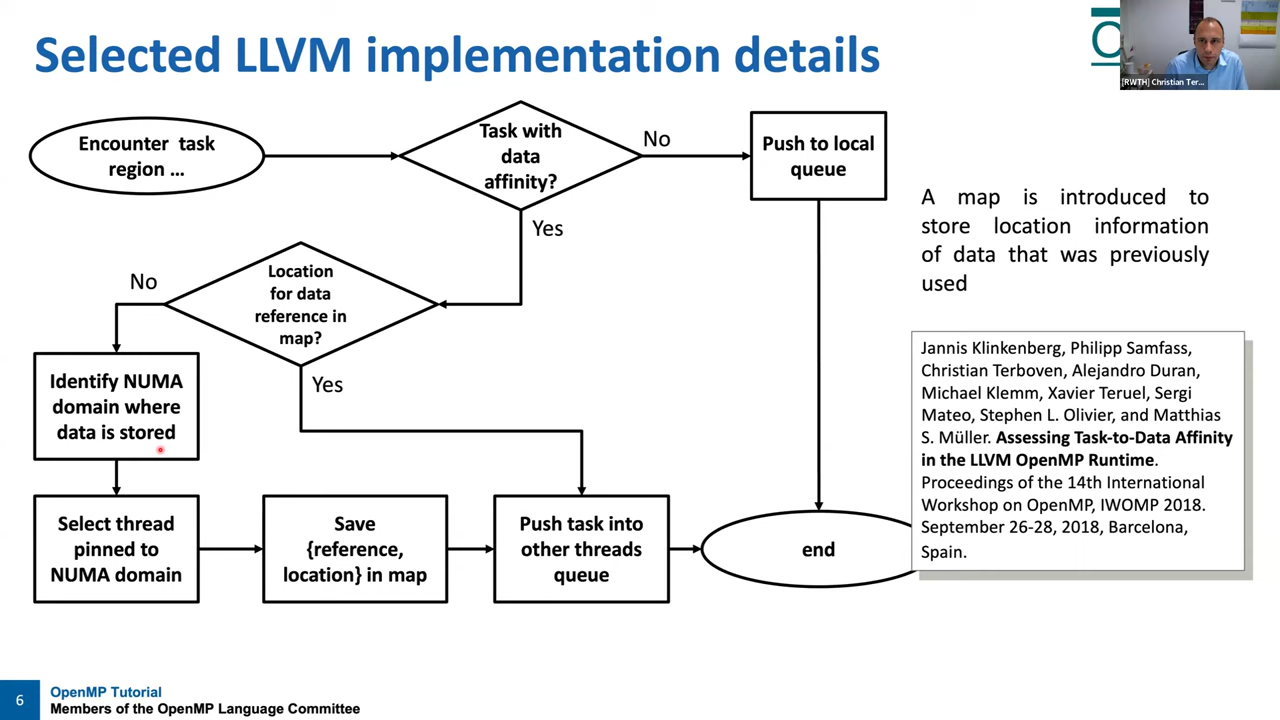 Selected LLVM implementation details
[RWTH] Christian Ter...
Encounter task
region ...
Task with
data
affinity?
No
Push to local
queue
Yes
A map is introduced to
store location information
of data that was previously
used
Location
for data
reference in
map?
No
Yes
Identify NUMA
domain where
data is stored
Select thread
pinned to
NUMA domain
Save
{reference,
location} in map
Push task into
other threads
queue
end
Jannis Klinkenberg, Philipp Samfass,
Christian Terboven, Alejandro Duran,
Michael Klemm, Xavier Teruel, Sergi
Mateo, Stephen L. Olivier, and Matthias
S. Müller. Assessing Task-to-Data Affinity
in the LLVM OpenMP Runtime.
Proceedings of the 14th International
Workshop on OpenMP, IWOMP 2018.
September 26-28, 2018, Barcelona,
Spain.
6
OpenMP Tutorial
Members of the OpenMP Language Committee